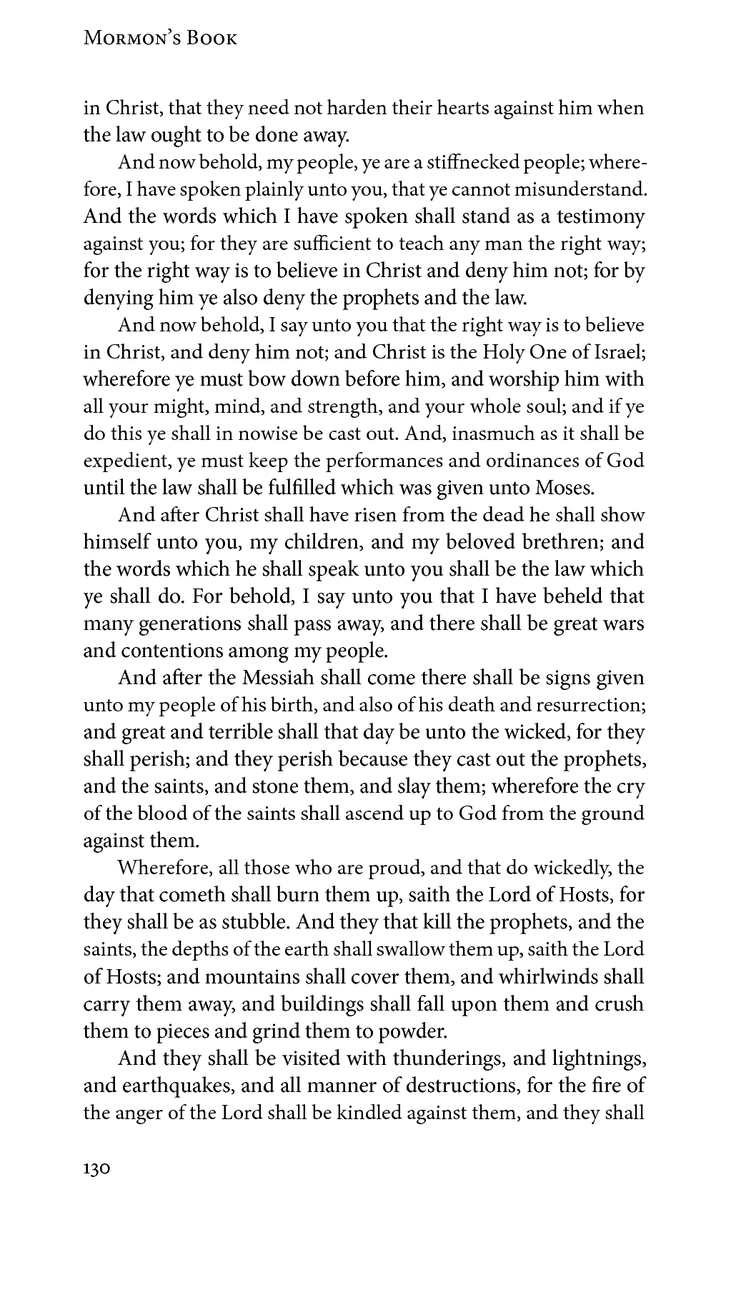 Mormon’s Book
in Christ, that they need not harden their hearts against him when
the law ought to be done away.
And now behold, my people, ye are a stiffnecked people; where-
fore, I have spoken plainly unto you, that ye cannot misunderstand.
And the words which I have spoken shall stand as a testimony
against you; for they are sufficient to teach any man the right way;
for the right way is to believe in Christ and deny him not; for by
denying him ye also deny the prophets and the law.
And now behold, I say unto you that the right way is to believe
in Christ, and deny him not; and Christ is the Holy One of Israel;
wherefore ye must bow down before him, and worship him with
all your might, mind, and strength, and your whole soul; and if ye
do this ye shall in nowise be cast out. And, inasmuch as it shall be
expedient, ye must keep the performances and ordinances of God
until the law shall be fulfilled which was given unto Moses.
And after Christ shall have risen from the dead he shall show
himself unto you, my children, and my beloved brethren; and
the words which he shall speak unto you shall be the law which
ye shall do. For behold, I say unto you that I have beheld that
many generations shall pass away, and there shall be great wars
and contentions among my people.
And after the Messiah shall come there shall be signs given
unto my people of his birth, and also of his death and resurrection;
and great and terrible shall that day be unto the wicked, for they
shall perish; and they perish because they cast out the prophets,
and the saints, and stone them, and slay them; wherefore the cry
of the blood of the saints shall ascend up to God from the ground
against them.
Wherefore, all those who are proud, and that do wickedly, the
day that cometh shall burn them up, saith the Lord of Hosts, for
they shall be as stubble. And they that kill the prophets, and the
saints, the depths of the earth shall swallow them up, saith the Lord
of Hosts; and mountains shall cover them, and whirlwinds shall
carry them away, and buildings shall fall upon them and crush
them to pieces and grind them to powder.
And they shall be visited with thunderings, and lightnings,
and earthquakes, and all manner of destructions, for the fire of
the anger of the Lord shall be kindled against them, and they shall
130